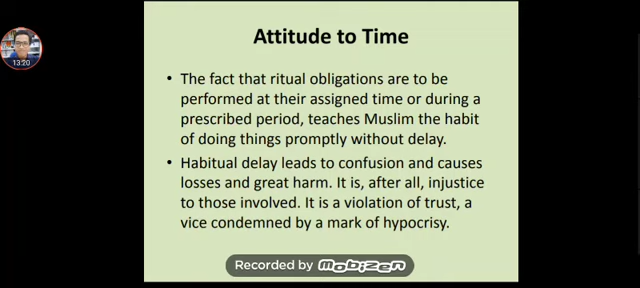 Attitude to Time
13:20
• The fact that ritual obligations are to be
performed at their assigned time or during a
prescribed period, teaches Muslim the habit
of doing things promptly without delay.
• Habitual delay leads to confusion and causes
losses and great harm. It is, after all, injustice
to those involved. It is a violation of trust, a
vice condemned by a mark of hypocrisy.
Recorded by mobizen